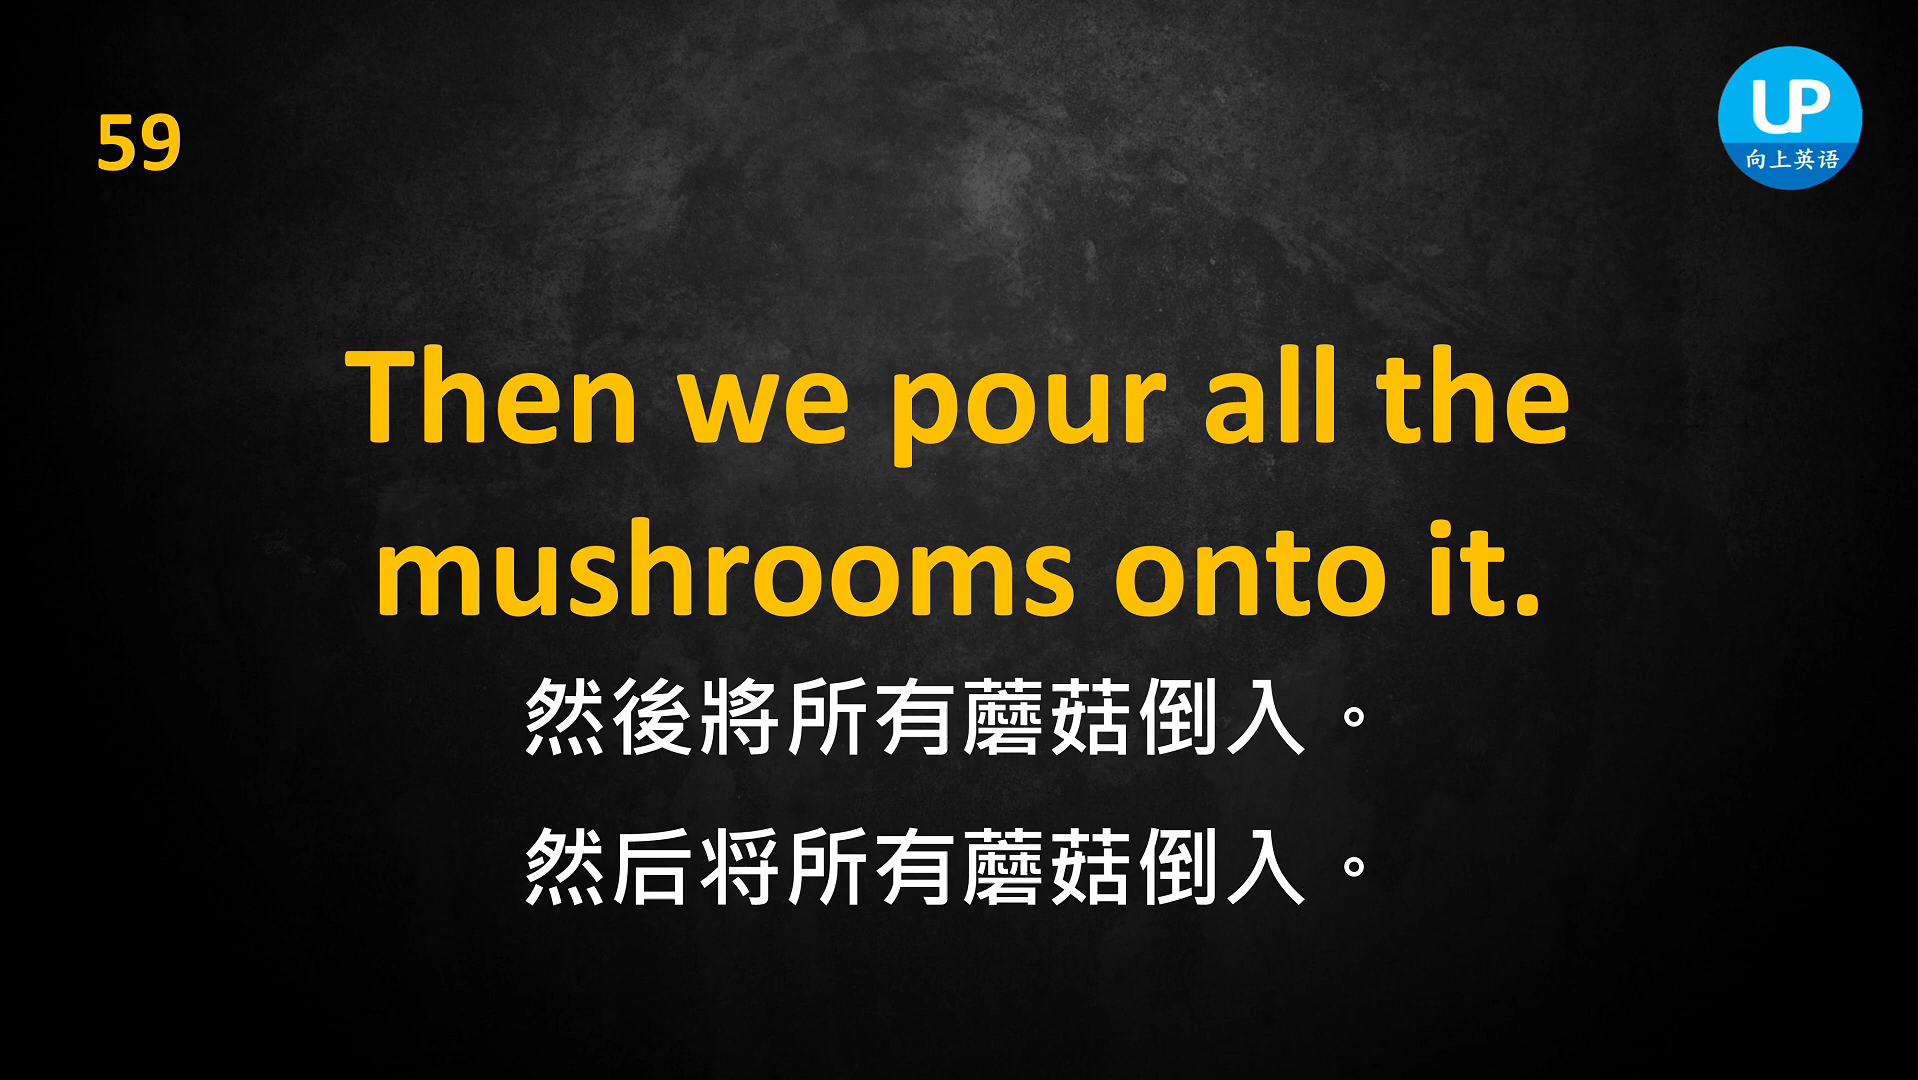 59
UP
向上英语
Then we pour all the
mushrooms onto it.
然後將所有蘑菇倒入。
然后将所有蘑菇倒入。